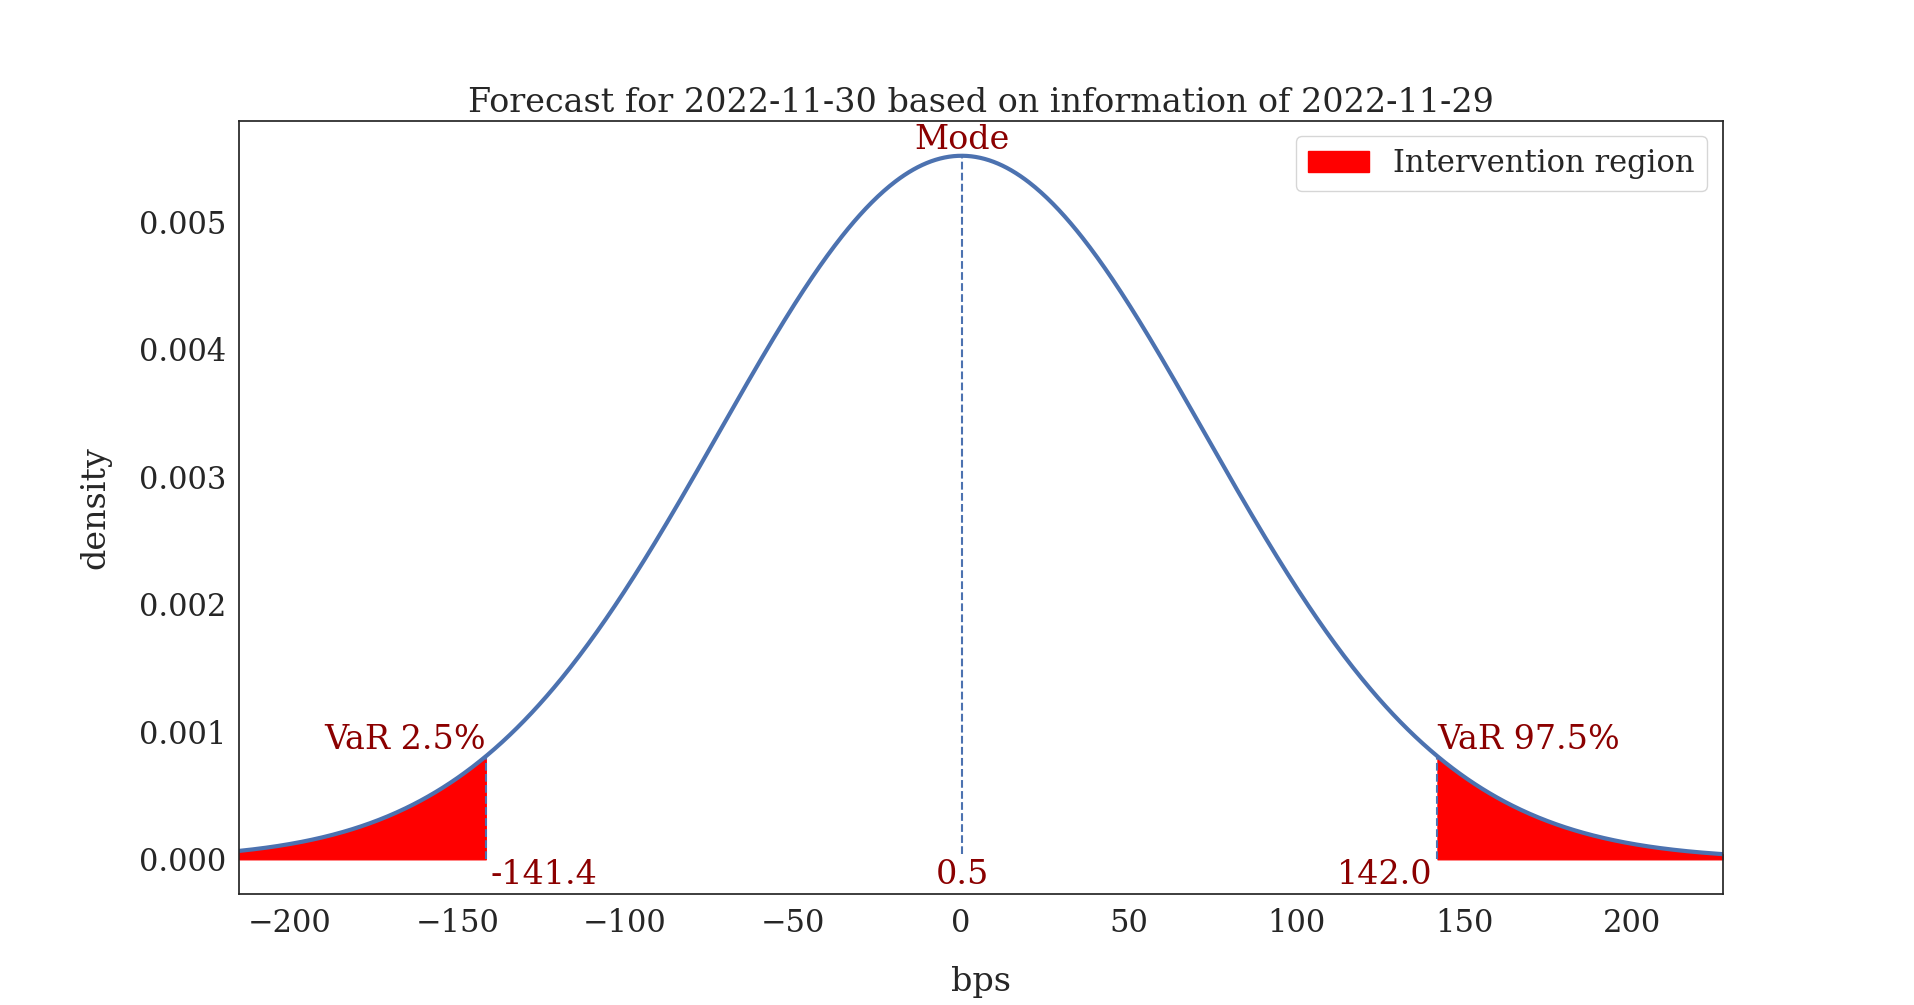 Forecast for 2022-11-30 based on information of 2022-11-29
Mode
Intervention region
0.005
0.004
0.003
0.002
0.001
0.000
density
VaR 2.5%
VaR 97.5%
-141.4
0.5
142.0
−200
−150
−100
−50
0
50
100
150
200
bps